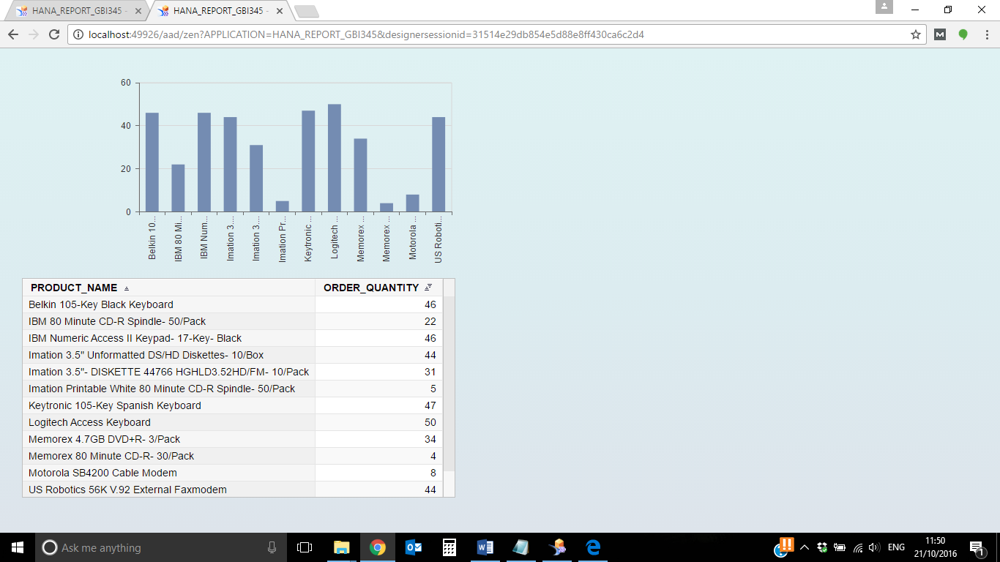 HANA_REPORT_GBI345 -
HANA_REPORT_GBI345 -
localhost:49926/aad/zen?APPLICATION=HANA_REPORT_GBI345&designersessionid=31514e29db854e5d88e8ff430ca6c2d4
M
60
40
20
0
Belkin 10...
IBM 80 Mi...
IBM Num...
Imation 3....
Imation 3....
Imation Pr...
Keytronic ...
Logitech ...
Memorex ...
Memorex ...
Motorola ...
US Roboti...
PRODUCT_NAME ORDER_QUANTITY
Belkin 105-Key Black Keyboard 46
IBM 80 Minute CD-R Spindle- 50/Pack 22
IBM Numeric Access II Keypad- 17-Key- Black 46
Imation 3.5" Unformatted DS/HD Diskettes- 10/Box 44
Imation 3.5"- DISKETTE 44766 HGHLD3.52HD/FM- 10/Pack 31
Imation Printable White 80 Minute CD-R Spindle- 50/Pack 5
Keytronic 105-Key Spanish Keyboard 47
Logitech Access Keyboard 50
Memorex 4.7GB DVD+R- 3/Pack 34
Memorex 80 Minute CD-R- 30/Pack 4
Motorola SB4200 Cable Modem 8
US Robotics 56K V.92 External Faxmodem 44
Ask me anything
ENG
11:50
21/10/2016
1